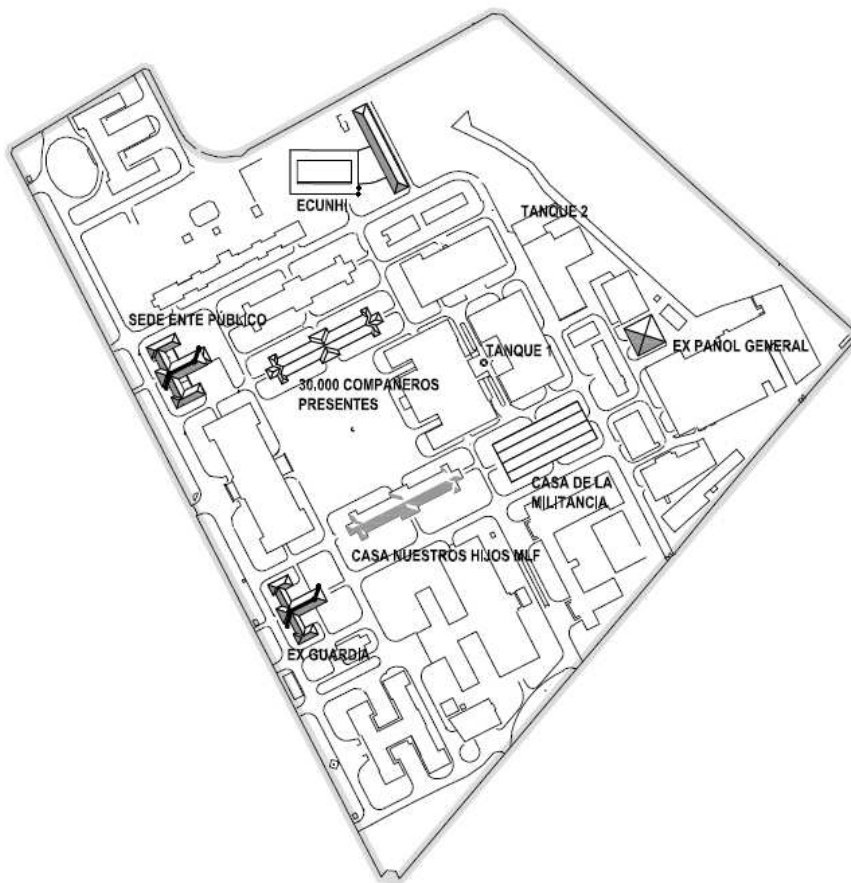 ECUNHI
TANQUE 2
SEDE ENTE PÚBLICO
TANQUE 1
EX PAÑOL GENERAL
30.000 COMPAÑEROS
PRESENTES
CASA DE LA
MILITANCIA
CASA NUESTROS HIJOS MLF
EX GUARDIA